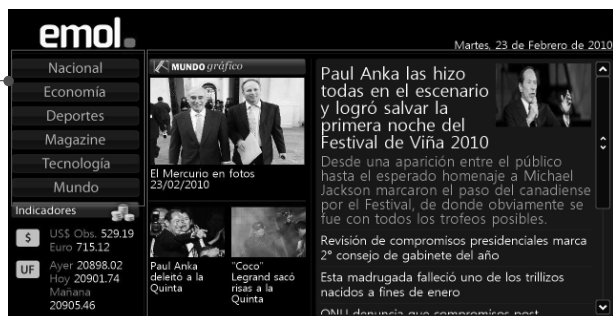 emol.
Martes, 23 de Febrero de 2010
Nacional
Economía
Deportes
Magazine
Tecnología
Mundo
Indicadores
$
US$ Obs. 529.19
Euro 715.12
UF
Ayer 20898.02
Hoy 20901.74
Mañana
20905.46
MUNDO gráfico
El Mercurio en fotos
23/02/2010
Paul Anka
deleitó a la
Quinta
"Coco"
Legrand sacó
risas a la
Quinta
Paul Anka las hizo
todas en el escenario
y logró salvar la
primera noche del
Festival de Viña 2010
Desde una aparición entre el público
hasta el esperado homenaje a Michael
Jackson marcaron el paso del canadiense
por el Festival, de donde obviamente se
fue con todos los trofeos posibles.
Revisión de compromisos presidenciales marca
2° consejo de gabinete del año
Esta madrugada falleció uno de los trillizos
nacidos a fines de enero
ONU denuncia que compromisos post